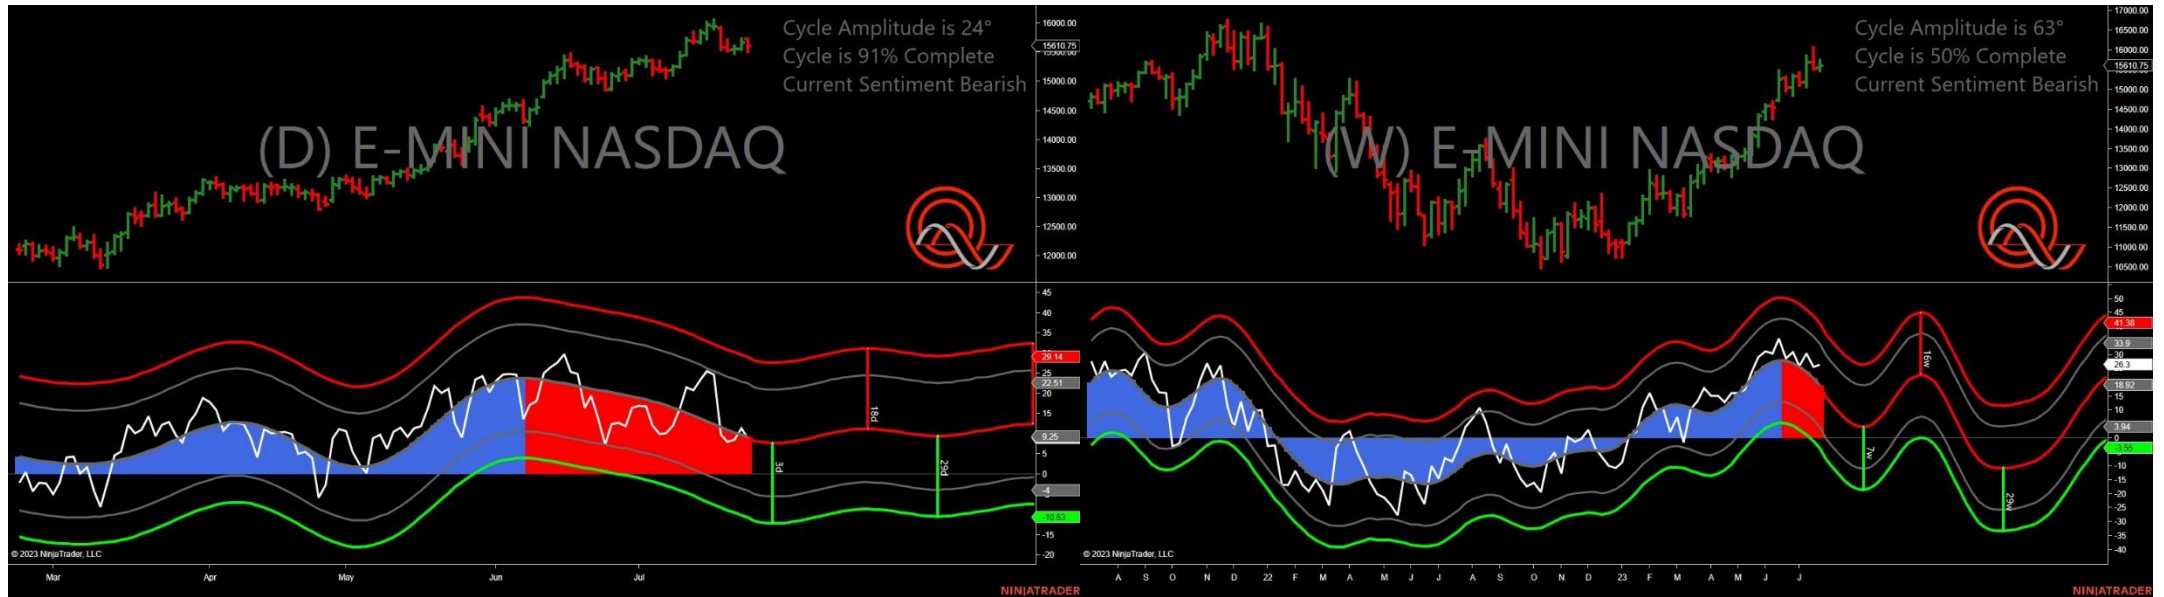 Cycle Amplitude is 24°
Cycle is 91% Complete
Current Sentiment Bearish
(D) E-MINI NASDAQ
16000.00
15610.75
15000.00
14500.00
14000.00
13500.00
13000.00
12500.00
12000.00
45
40
35
29.14
25
22.51
20
15
9.25
5
0
-4
-10.63
-15
-20
18d
3d
29d
© 2023 NinjaTrader, LLC
Mar Apr May Jun Jul
NINJATRADER
Cycle Amplitude is 63°
Cycle is 50% Complete
Current Sentiment Bearish
(W) E-MINI NASDAQ
17000.00
16500.00
16000.00
15610.75
15000.00
14500.00
14000.00
13500.00
13000.00
12500.00
12000.00
11500.00
11000.00
10500.00
50
45
41.38
33.9
30
26.3
18.92
15
10
3.94
0
-3.55
-10
-15
-20
-25
-30
-35
-40
16w
7w
29w
© 2023 NinjaTrader, LLC
A S O N D 22 F M A M J J A S O N D 23 F M A M J J
NINJATRADER